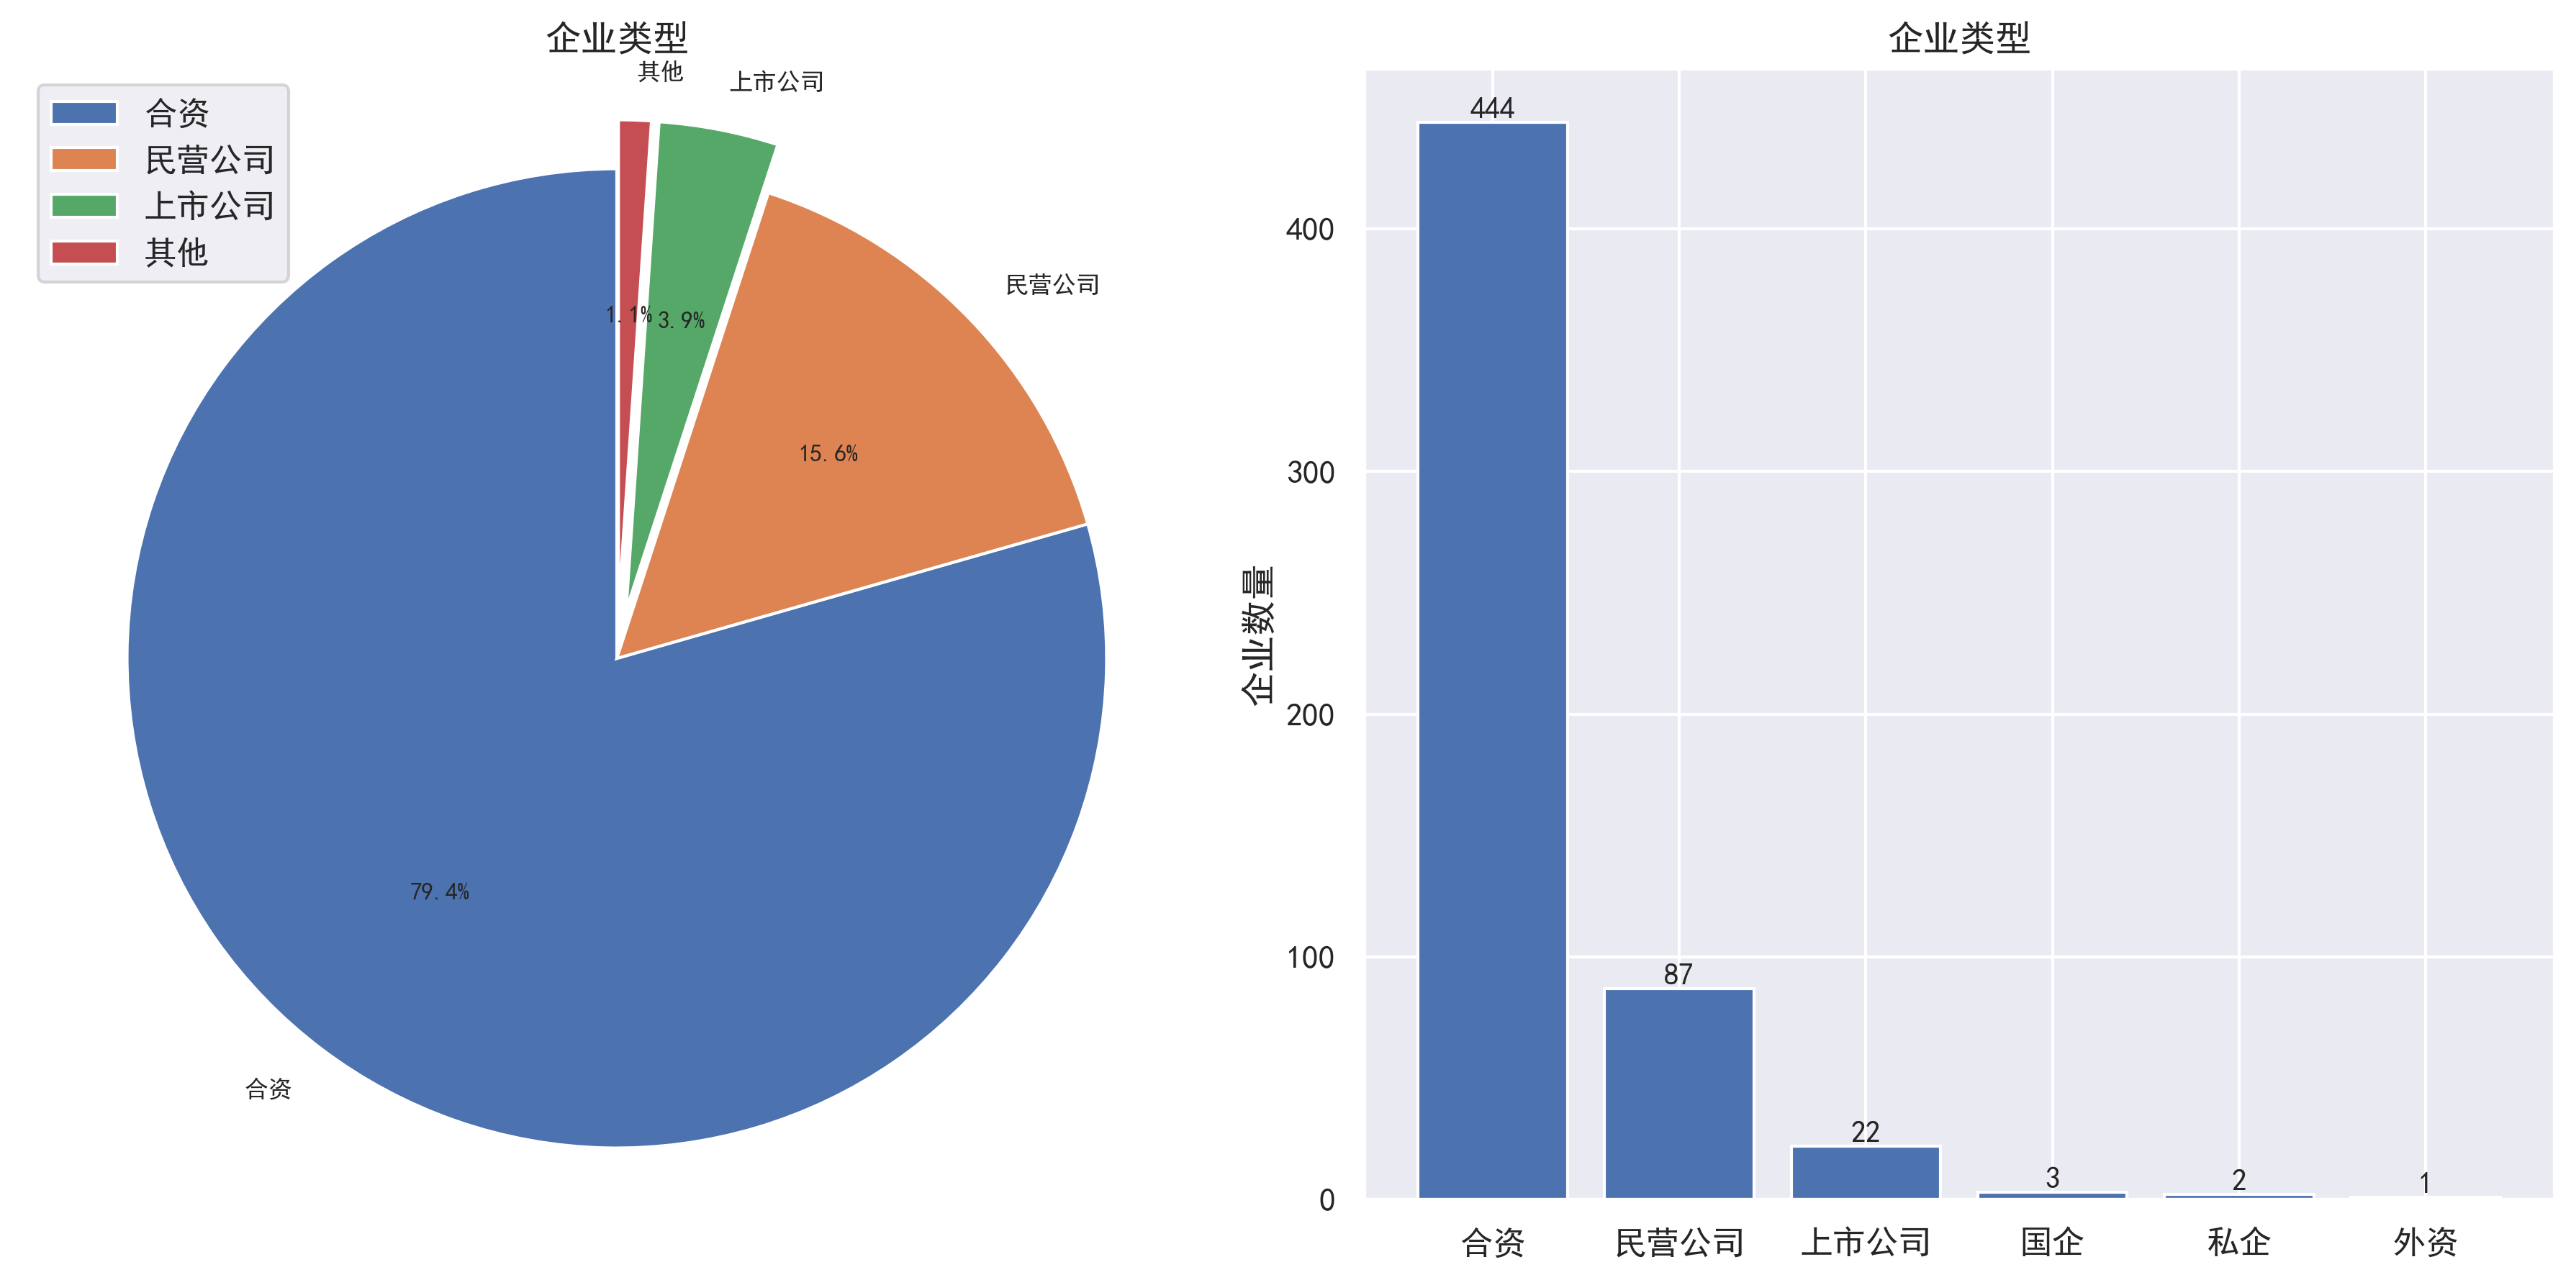 企业类型
其他
上市公司
合资
民营公司
上市公司
其他
民营公司
1.1%
3.9%
15.6%
79.4%
合资
企业类型
企业数量
400
300
200
100
0
444
87
22
3
2
1
合资
民营公司
上市公司
国企
私企
外资